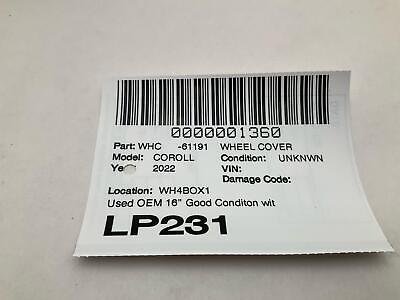 0000001360
Part: WHC -61191 WHEEL COVER
Model: COROLL Condition: UNKNWN
Ye 2022 VIN:
Damage Code:
Location: WH4BOX1
Used OEM 16" Good Conditon wit
LP231